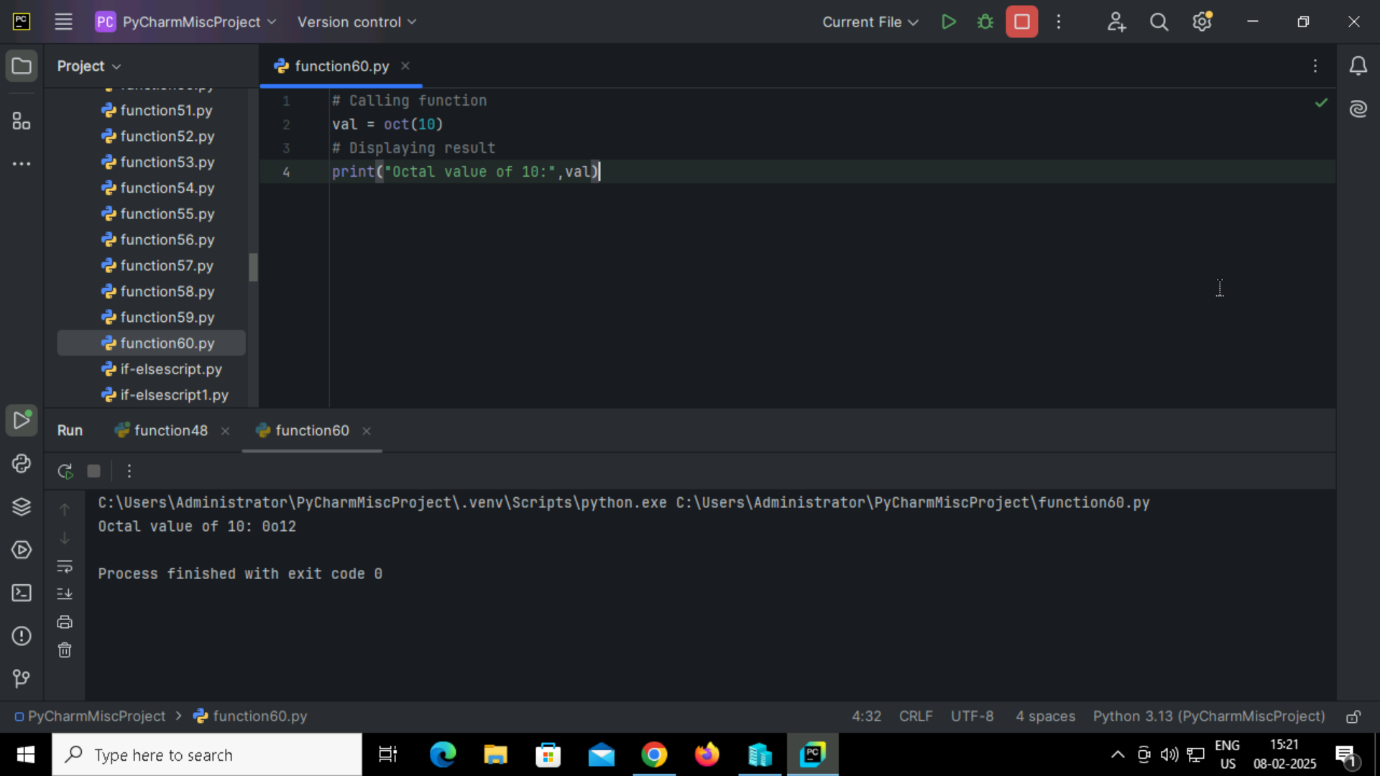 PC PyCharmMiscProject Version control Current File
Project
function60.py
function51.py
function52.py
function53.py
function54.py
function55.py
function56.py
function57.py
function58.py
function59.py
function60.py
if-elsescript.py
if-elsescript1.py
1 # Calling function
2 val = oct(10)
3 # Displaying result
4 print("Octal value of 10:",val)
Run function48 function60
C:\Users\Administrator\PyCharmMiscProject\.venv\Scripts\python.exe C:\Users\Administrator\PyCharmMiscProject\function60.py
Octal value of 10: 0o12
Process finished with exit code 0
PyCharmMiscProject > function60.py 4:32 CRLF UTF-8 4 spaces Python 3.13 (PyCharmMiscProject)
Type here to search
ENG
US
15:21
08-02-2025
1